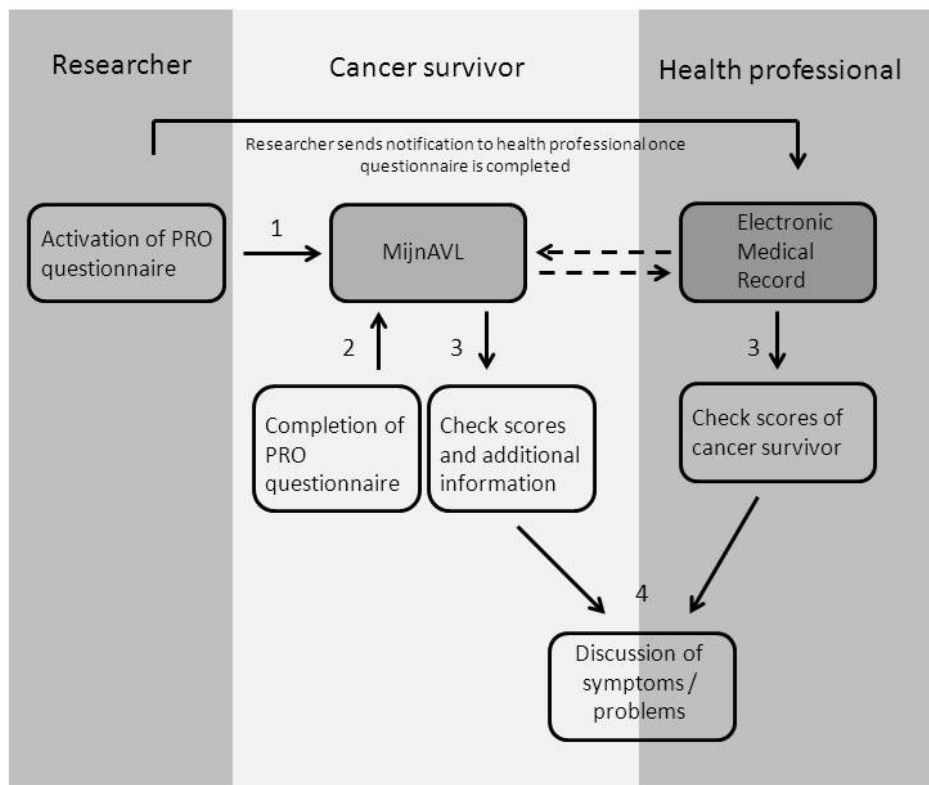 Researcher
Cancer survivor
Health professional
Researcher sends notification to health professional once
questionnaire is completed
Activation of PRO
questionnaire
1
MijnAVL
Electronic
Medical
Record
2
3
3
Completion of
PRO
questionnaire
Check scores
and additional
information
Check scores of
cancer survivor
4
Discussion of
symptoms /
problems